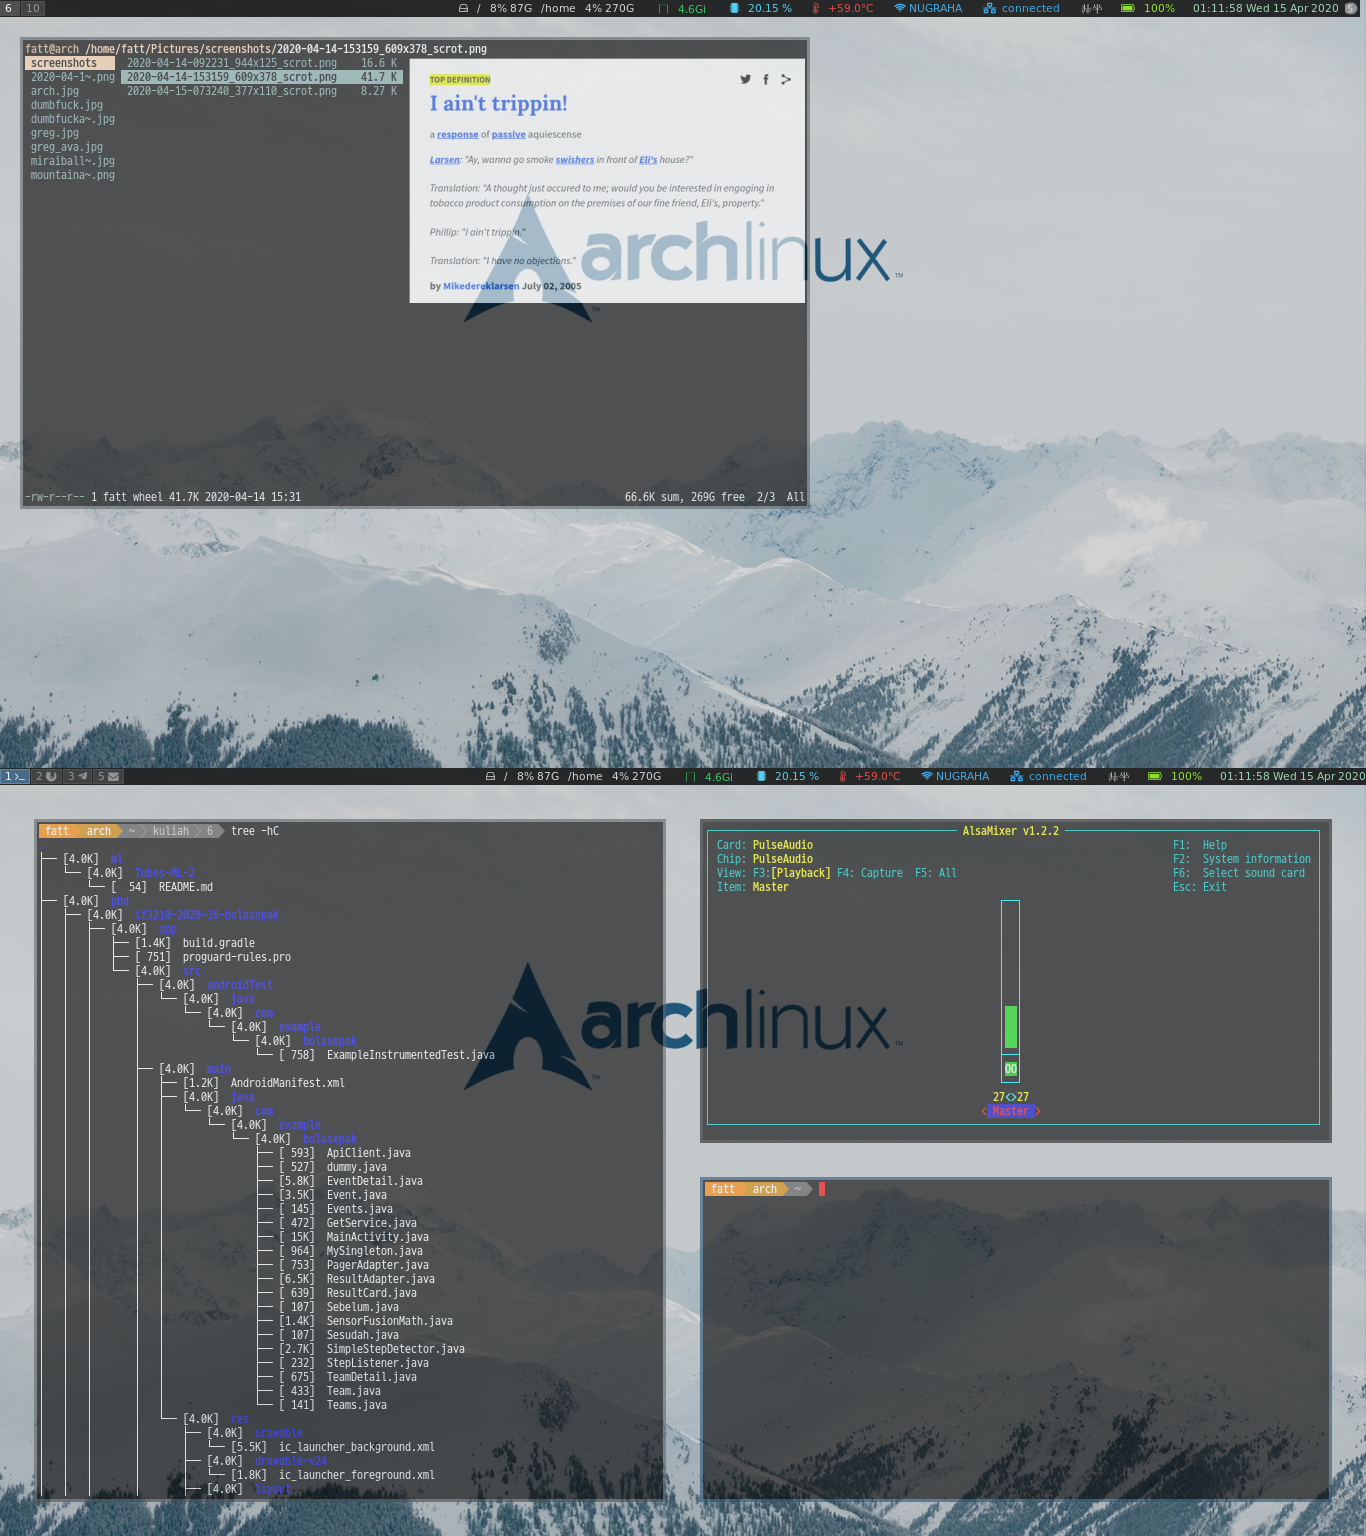 6 10 / 8% 87G /home 4% 270G 4.6Gi 20.15 % +59.0°C NUGRAHA connected 100% 01:11:58 Wed 15 Apr 2020 5
fatt@arch /home/fatt/Pictures/screenshots/2020-04-14-153159_609x378_scrot.png
screenshots 2020-04-14-092231_944x125_scrot.png 16.6 K
2020-04-1~.png 2020-04-14-153159_609x378_scrot.png 41.7 K
arch.jpg 2020-04-15-073240_377x110_scrot.png 8.27 K
dumbfuck.jpg
dumbfucka~.jpg
greg.jpg
greg_ava.jpg
miraiball~.jpg
mountaina~.png
TOP DEFINITION
I ain't trippin!
a response of passive aquiescense
Larsen: "Ay, wanna go smoke swishers in front of Eli's house?"
Translation: "A thought just occured to me; would you be interested in engaging in
tobacco product consumption on the premises of our fine friend, Eli's, property."
Phillip: "I ain't trippin."
Translation: "I have no objections."
by Mikedereklarsen July 02, 2005
archlinux™
™
-rw-r--r-- 1 fatt wheel 41.7K 2020-04-14 15:31 66.6K sum, 269G free 2/3 All
1 2 3 5 / 8% 87G /home 4% 270G 4.6Gi 20.15 % +59.0°C NUGRAHA connected 100% 01:11:58 Wed 15 Apr 2020
fatt arch ~ kuliah 6 tree -hC
.
├── [4.0K] ml
│ └── [4.0K] Tubes-ML-2
│ └── [ 54] README.md
├── [4.0K] pbd
│ ├── [4.0K] if3210-2020-36-bolasepak
│ │ ├── [4.0K] app
│ │ │ ├── [1.4K] build.gradle
│ │ │ ├── [ 751] proguard-rules.pro
│ │ │ └── [4.0K] src
│ │ │ ├── [4.0K] androidTest
│ │ │ │ └── [4.0K] java
│ │ │ │ └── [4.0K] com
│ │ │ │ └── [4.0K] example
│ │ │ │ └── [4.0K] bolasepak
│ │ │ │ └── [ 758] ExampleInstrumentedTest.java
│ │ │ ├── [4.0K] main
│ │ │ │ ├── [1.2K] AndroidManifest.xml
│ │ │ │ ├── [4.0K] java
│ │ │ │ │ └── [4.0K] com
│ │ │ │ │ └── [4.0K] example
│ │ │ │ │ └── [4.0K] bolasepak
│ │ │ │ │ ├── [ 593] ApiClient.java
│ │ │ │ │ ├── [ 527] dummy.java
│ │ │ │ │ ├── [5.8K] EventDetail.java
│ │ │ │ │ ├── [3.5K] Event.java
│ │ │ │ │ ├── [ 145] Events.java
│ │ │ │ │ ├── [ 472] GetService.java
│ │ │ │ │ ├── [ 15K] MainActivity.java
│ │ │ │ │ ├── [ 964] MySingleton.java
│ │ │ │ │ ├── [ 753] PagerAdapter.java
│ │ │ │ │ ├── [6.5K] ResultAdapter.java
│ │ │ │ │ ├── [ 639] ResultCard.java
│ │ │ │ │ ├── [ 107] Sebelum.java
│ │ │ │ │ ├── [1.4K] SensorFusionMath.java
│ │ │ │ │ ├── [ 107] Sesudah.java
│ │ │ │ │ ├── [2.7K] SimpleStepDetector.java
│ │ │ │ │ ├── [ 232] StepListener.java
│ │ │ │ │ ├── [ 675] TeamDetail.java
│ │ │ │ │ ├── [ 433] Team.java
│ │ │ │ │ └── [ 141] Teams.java
│ │ │ │ └── [4.0K] res
│ │ │ │ ├── [4.0K] drawable
│ │ │ │ │ └── [5.5K] ic_launcher_background.xml
│ │ │ │ ├── [4.0K] drawable-v24
│ │ │ │ │ └── [1.8K] ic_launcher_foreground.xml
│ │ │ │ ├── [4.0K] layout
archlinux™
™
AlsaMixer v1.2.2
Card: PulseAudio F1: Help
Chip: PulseAudio F2: System information
View: F3:[Playback] F4: Capture F5: All F6: Select sound card
Item: Master Esc: Exit
OO
27<>27
< Master >
fatt arch ~